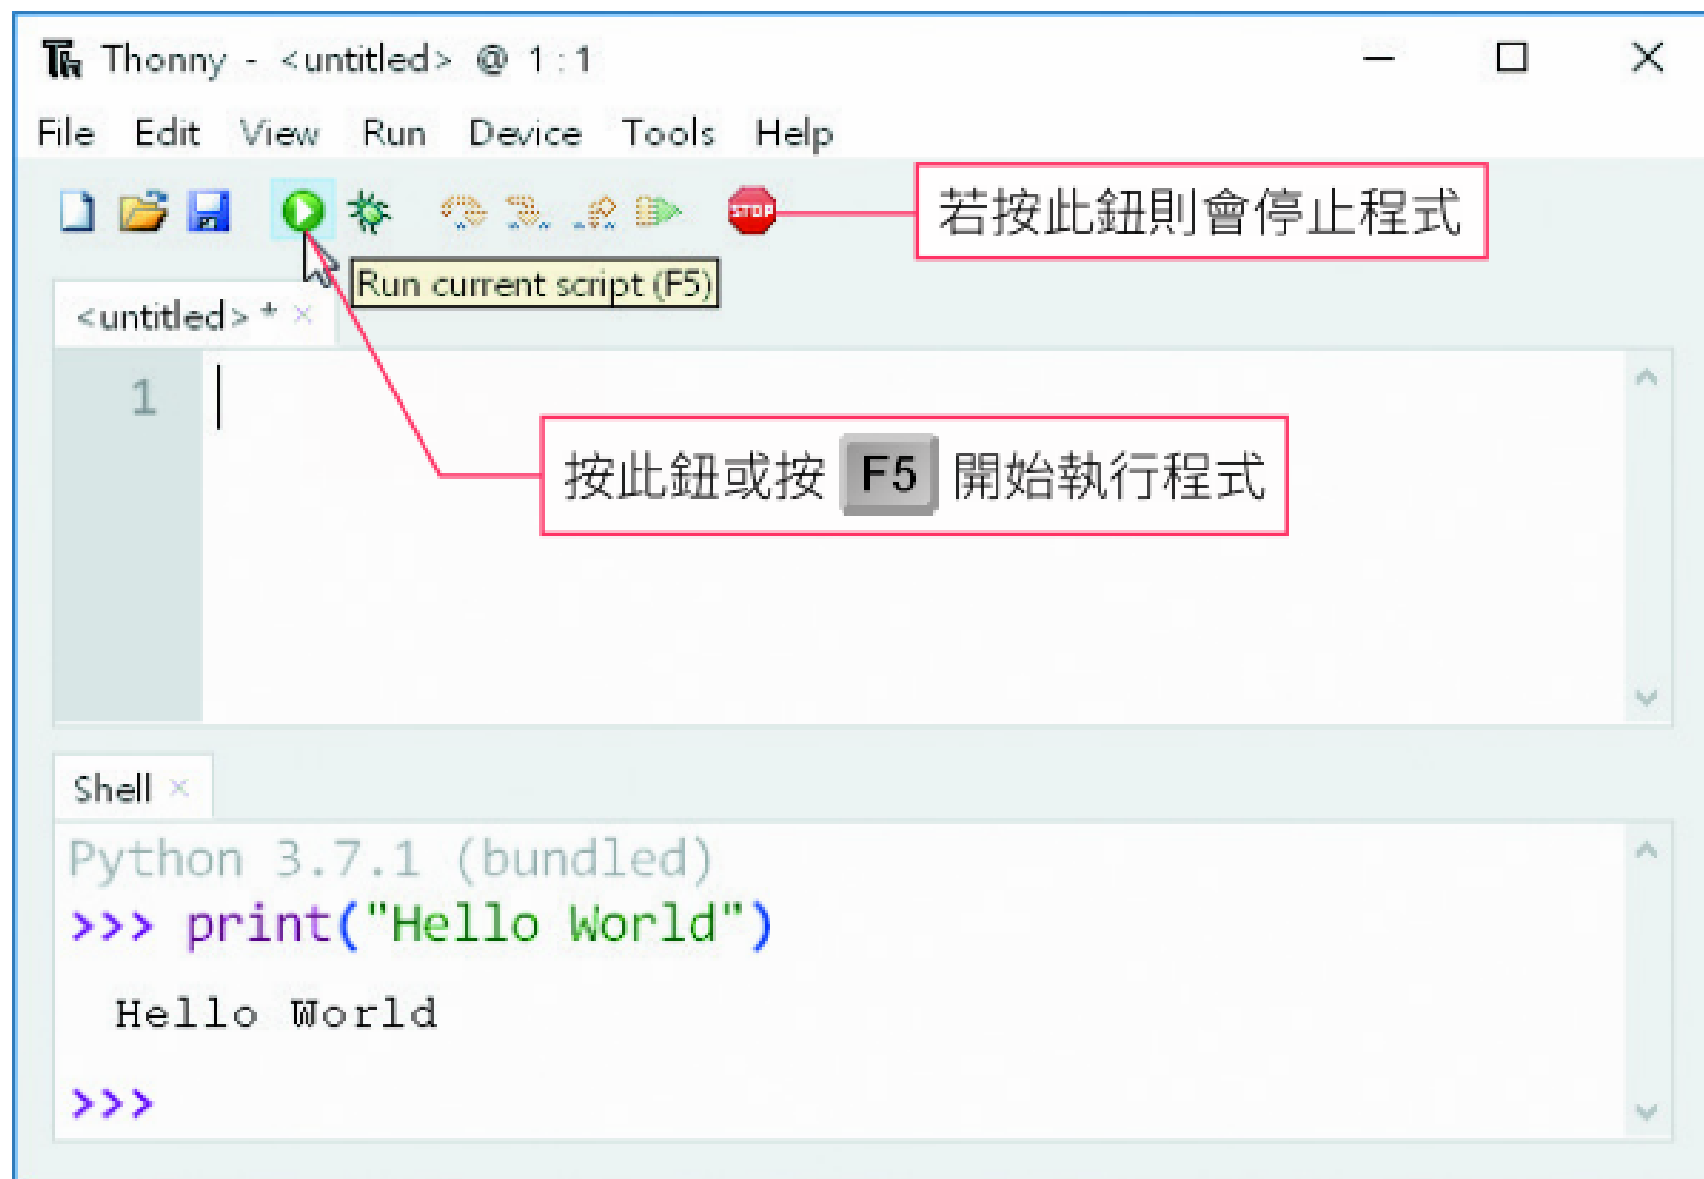 Thonny - <untitled> @ 1 : 1
File Edit View Run Device Tools Help
STOP
若按此鈕則會停止程式
Run current script (F5)
<untitled> * ×
1
按此鈕或按 F5 開始執行程式
Shell ×
Python 3.7.1 (bundled)
>>> print("Hello World")
Hello World
>>>